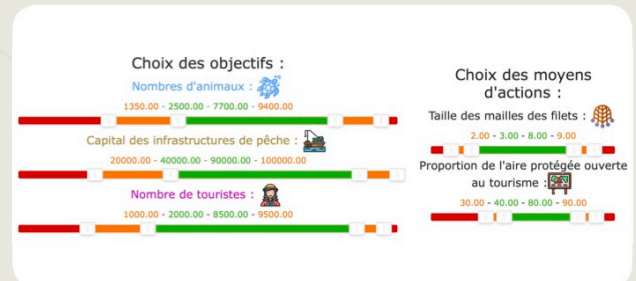 Choix des objectifs :
Nombres d'animaux :
1350.00 - 2500.00 - 7700.00 - 9400.00
Capital des infrastructures de pêche :
20000.00 - 40000.00 - 90000.00 - 100000.00
Nombre de touristes :
1000.00 - 2000.00 - 8500.00 - 9500.00
Choix des moyens
d'actions :
Taille des mailles des filets :
2.00 - 3.00 - 8.00 - 9.00
Proportion de l'aire protégée ouverte
au tourisme :
30.00 - 40.00 - 80.00 - 90.00